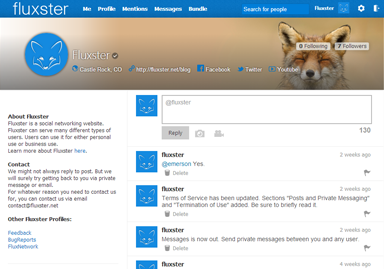 fluxster Me Profile Mentions Messages Bundle Search for people fluxster
Fluxster
0 Following 7 Followers
Castle Rock, CO http://fluxster.net/blog Facebook Twitter Youtube
About Fluxster
Fluxster is a social networking website.
Fluxster can serve many different types of
users. Users can use it for either personal
use or business use.
Learn more about Fluxster here.
Contact
We might not always reply to post. But we
will surely try getting back to you via private
message or email.
For whatever reason you need to contact us
for, you can contact us via email
contact@fluxster.net
Other Fluxster Profiles:
Feedback
BugReports
FluxNetwork
@fluxster
Reply 130
fluxster 2 weeks ago
@emerson Yes.
Delete
fluxster 2 weeks ago
Terms of Service has been updated. Sections "Posts and Private Messaging"
and "Termination of Use" added. Be sure to briefly read it.
Delete
fluxster 2 weeks ago
Messages is now out. Send private messages between you and any user.
Delete
fluxster 4 weeks ago